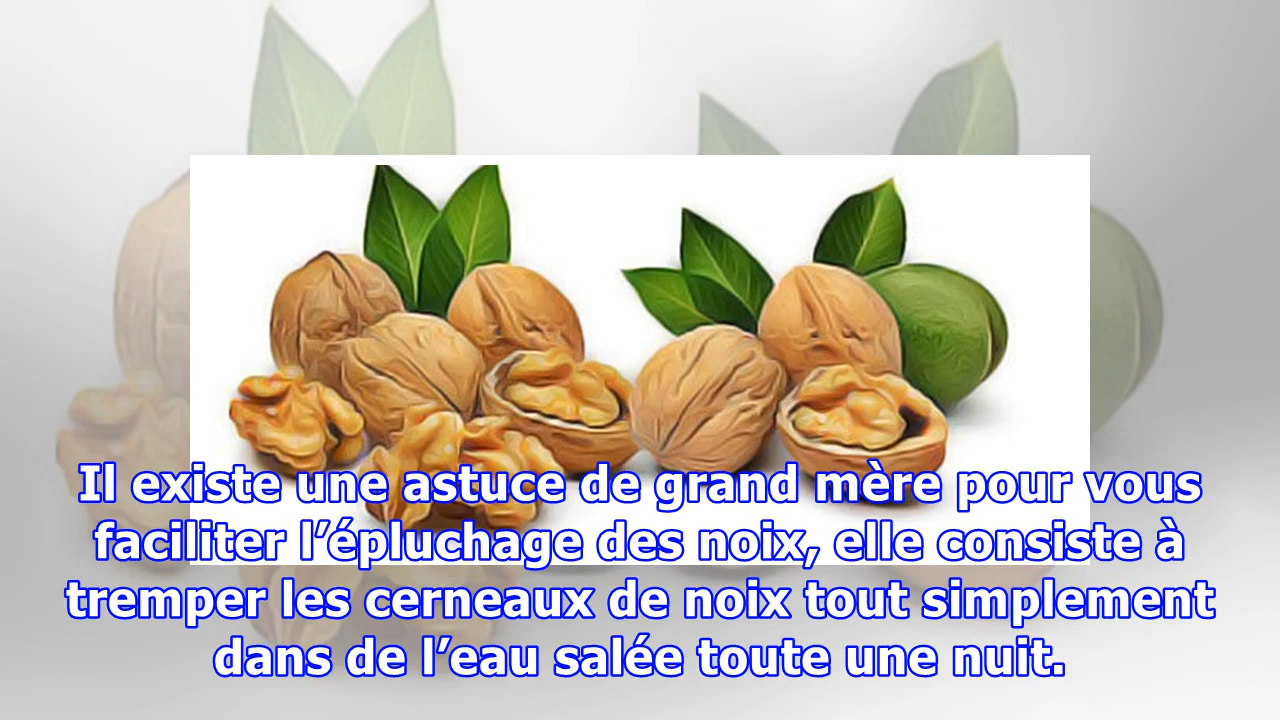 Il existe une astuce de grand mère pour vous
faciliter l’épluchage des noix, elle consiste à
tremper les cerneaux de noix tout simplement
dans de l’eau salée toute une nuit.